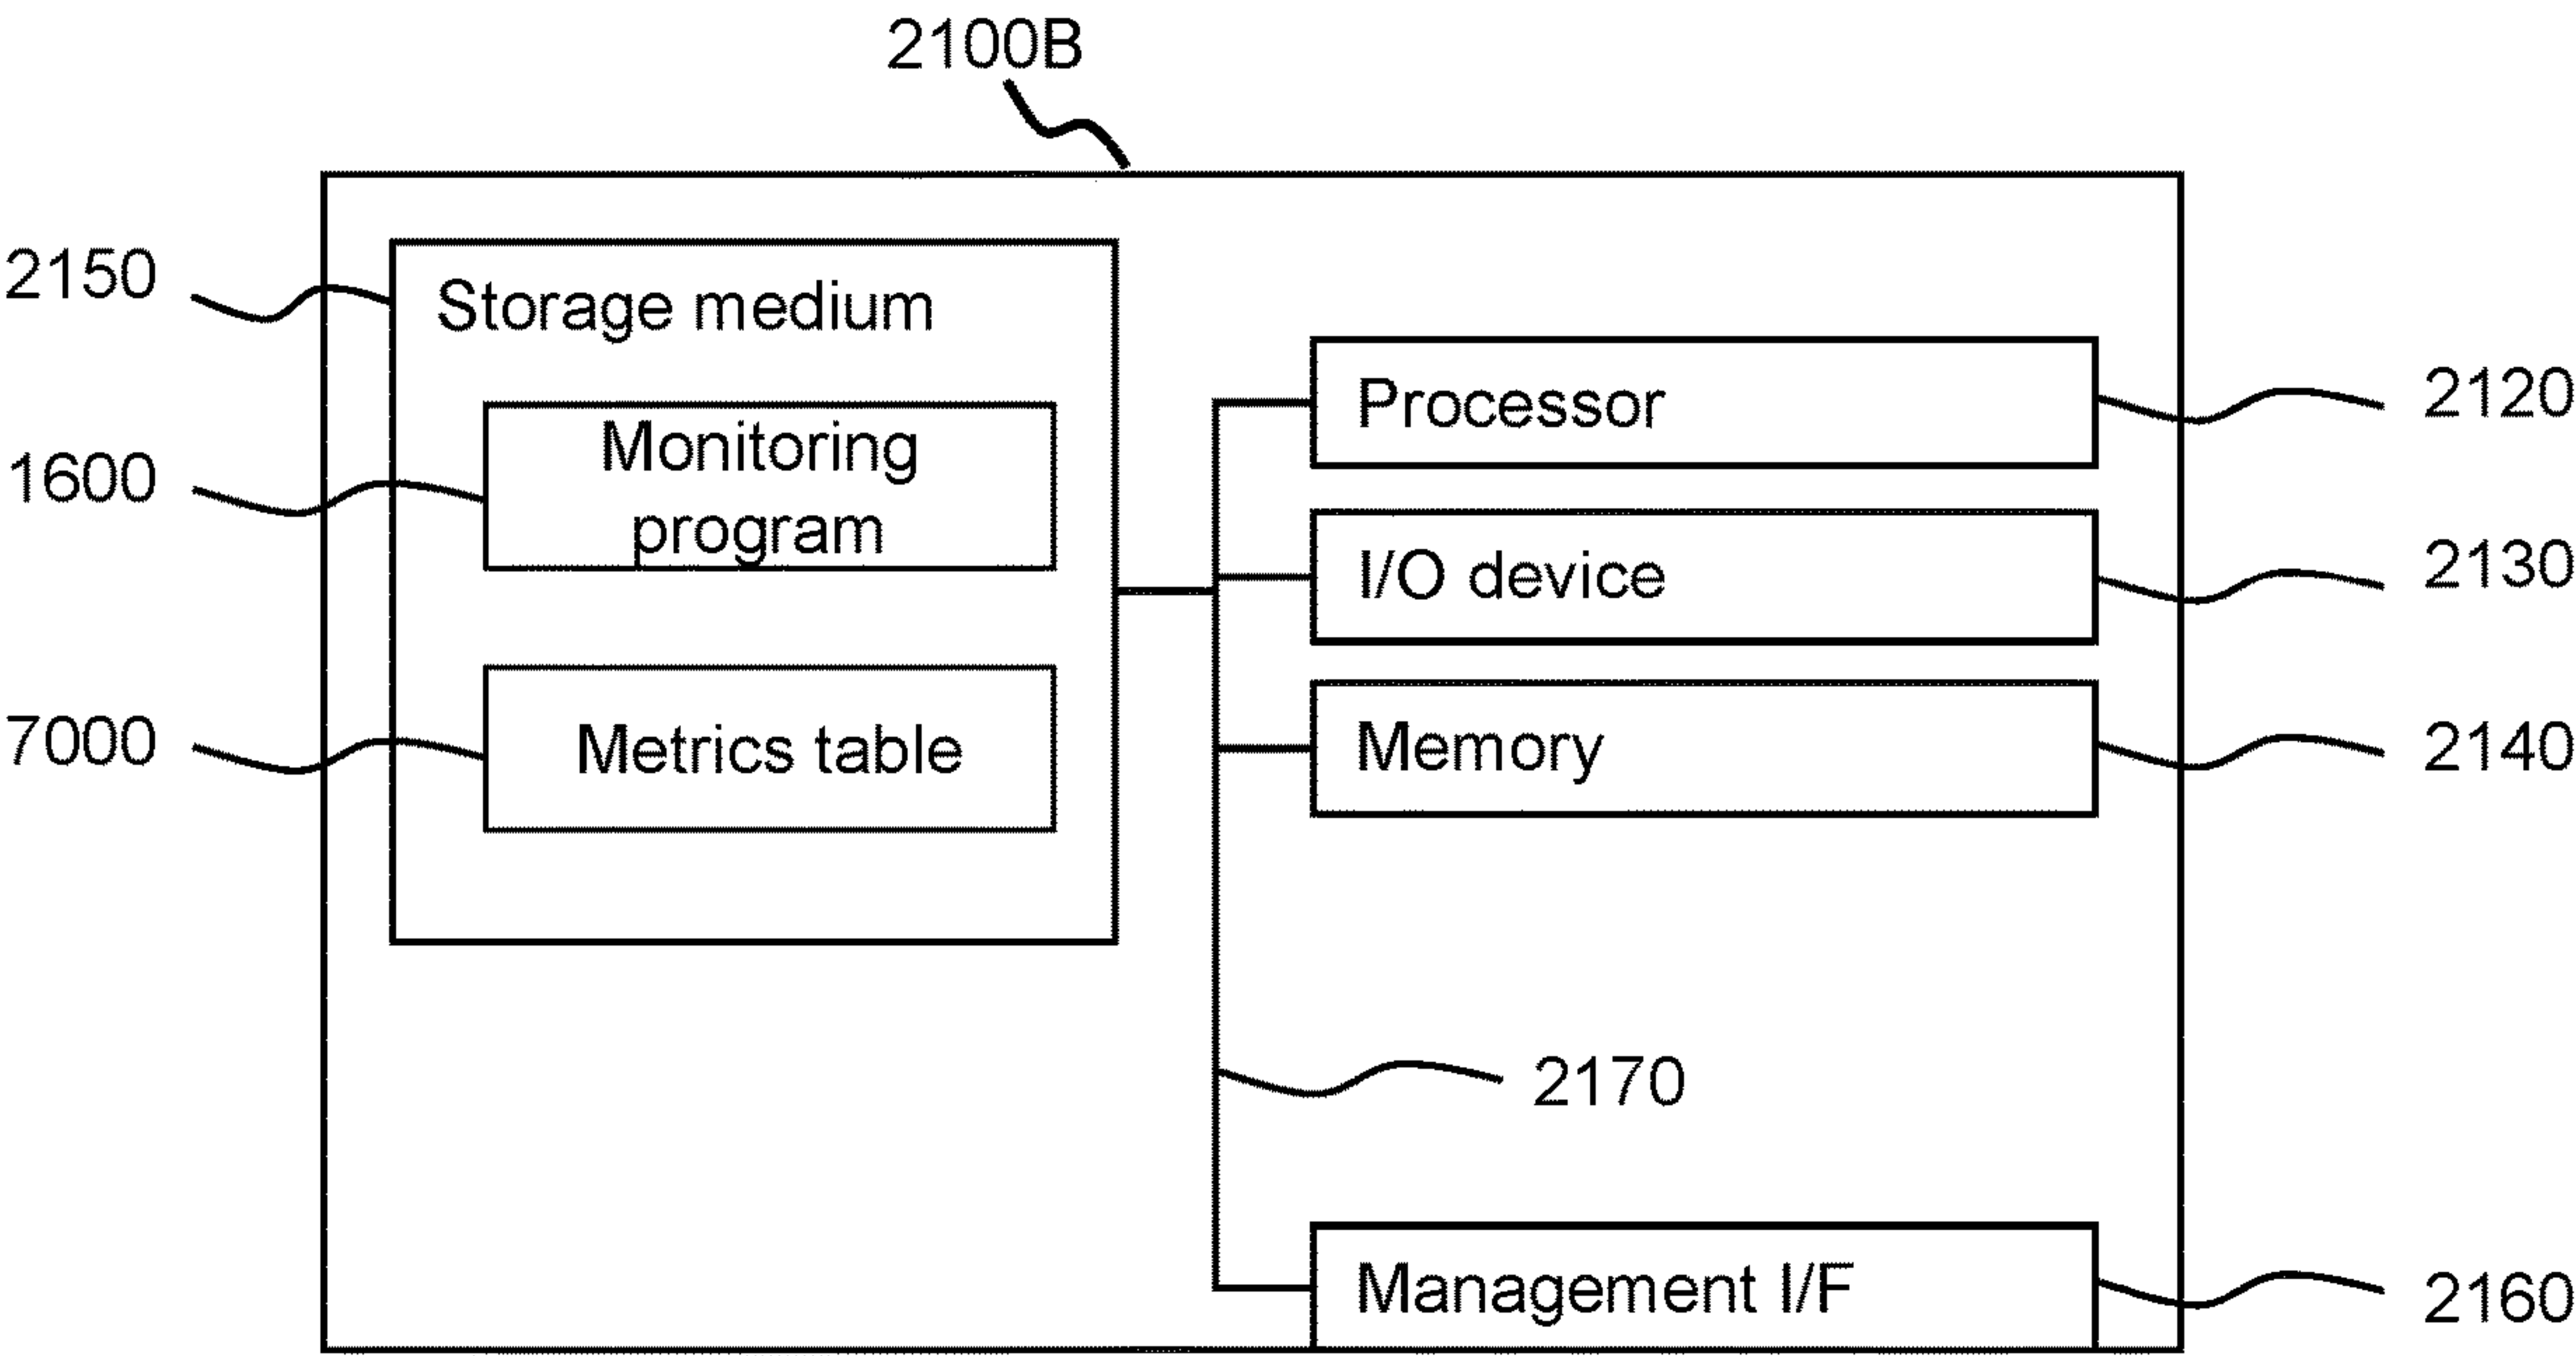 2100B
2150
Storage medium
Processor
2120
1600
Monitoring
program
I/O device
2130
7000
Metrics table
Memory
2140
2170
Management I/F
2160